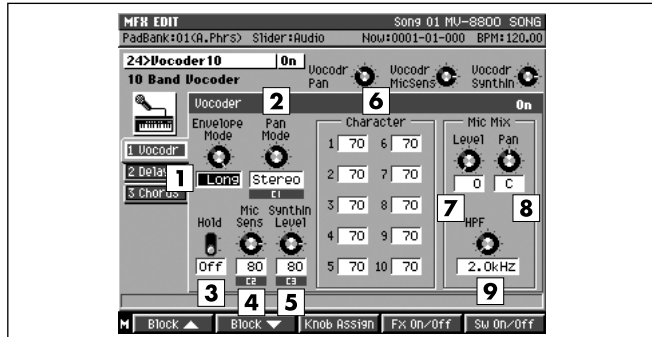 MFX EDIT Song 01 MV-8800 SONG
PadBank:01(A.Phrs) Slider:Audio Now:0001-01-000 BPM:120.00
24>Vocoder10 On
10 Band Vocoder
Vocodr Pan
Vocodr MicSens
Vocodr SynthIn
6
Vocoder On
2
1 Vocodr
2 Delay
3 Chorus
1
Envelope Mode
Long
Pan Mode
Stereo
C1
Hold
Off
3
Mic Sens
80
C2
4
SynthIn Level
80
C3
5
Character
1 70 6 70
2 70 7 70
3 70 8 70
4 70 9 70
5 70 10 70
Mic Mix
Level Pan
0 C
7 8
HPF
2.0kHz
9
M Block ▲ Block ▼ Knob Assign FX On/Off Sw On/Off